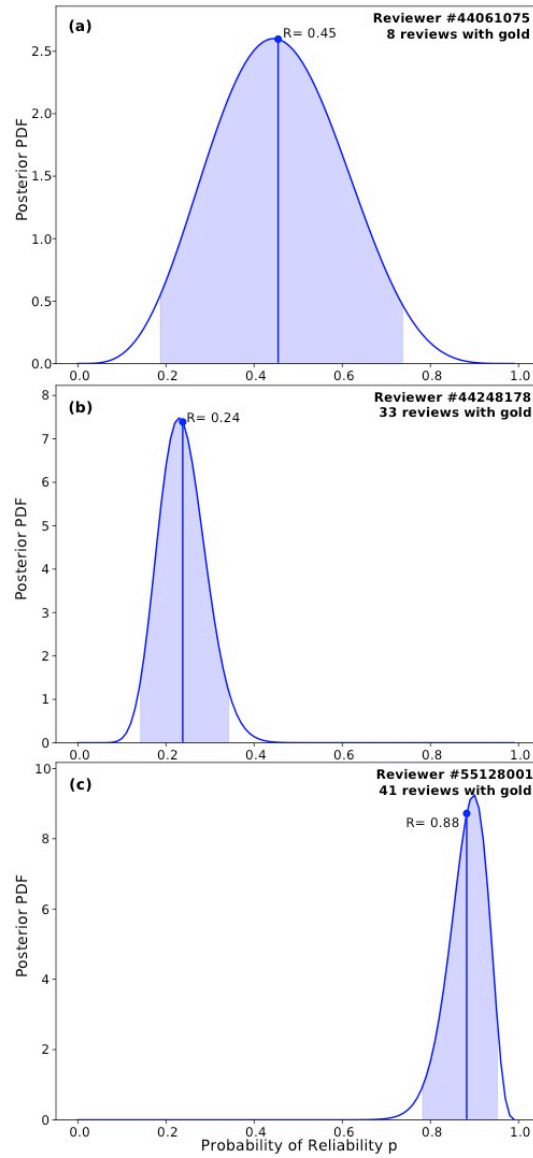 (a)
Reviewer #44061075
8 reviews with gold
R= 0.45
2.5
2.0
1.5
1.0
0.5
0.0
Posterior PDF
0.0 0.2 0.4 0.6 0.8 1.0
(b)
Reviewer #44248178
33 reviews with gold
R= 0.24
8
7
6
5
4
3
2
1
0
Posterior PDF
0.0 0.2 0.4 0.6 0.8 1.0
(c)
Reviewer #55128001
41 reviews with gold
R= 0.88
10
8
6
4
2
0
Posterior PDF
0.0 0.2 0.4 0.6 0.8 1.0
Probability of Reliability p